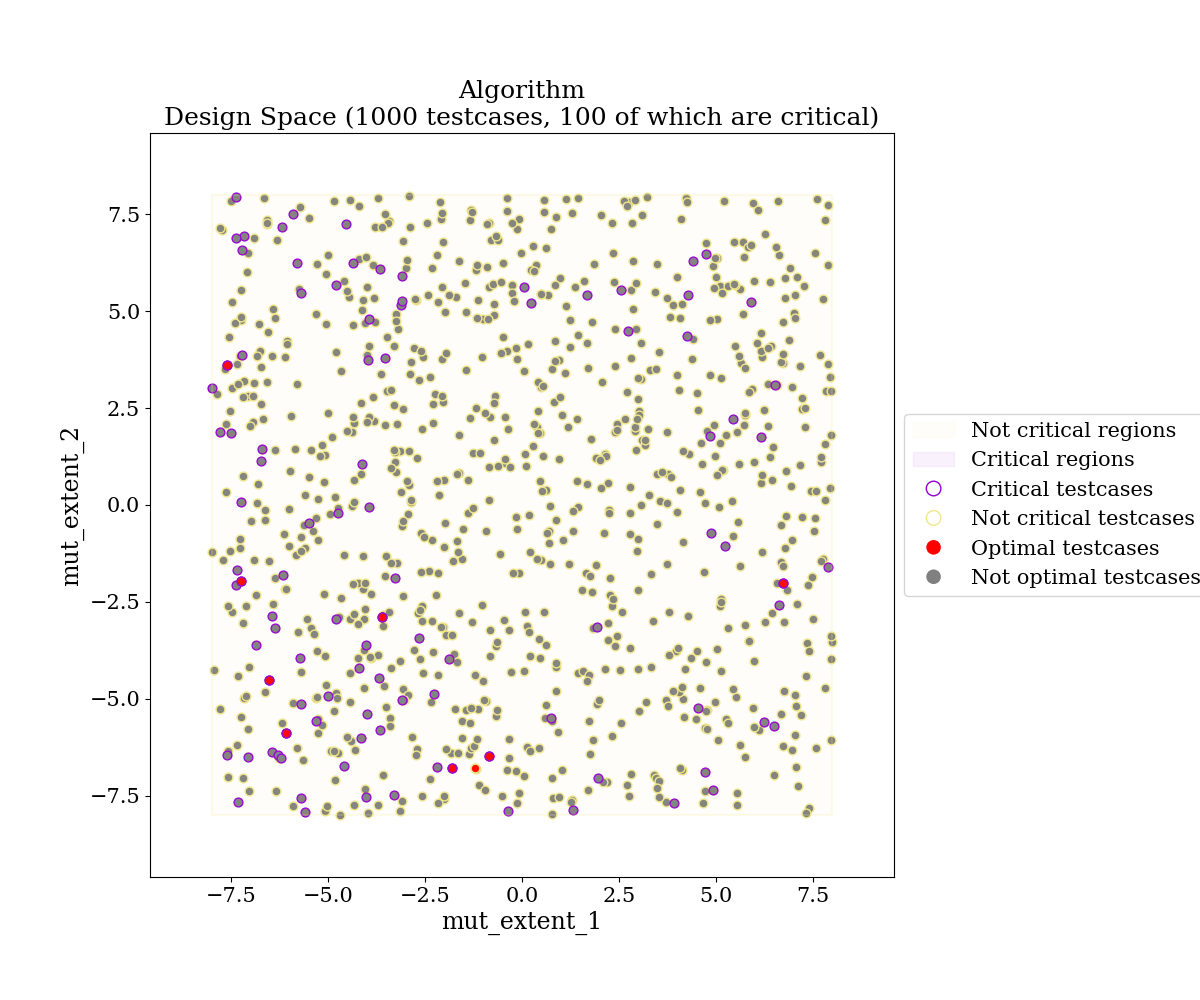 Algorithm
Design Space (1000 testcases, 100 of which are critical)
7.5
5.0
2.5
0.0
−2.5
−5.0
−7.5
mut_extent_2
−7.5 −5.0 −2.5 0.0 2.5 5.0 7.5
mut_extent_1
Not critical regions
Critical regions
Critical testcases
Not critical testcases
Optimal testcases
Not optimal testcases